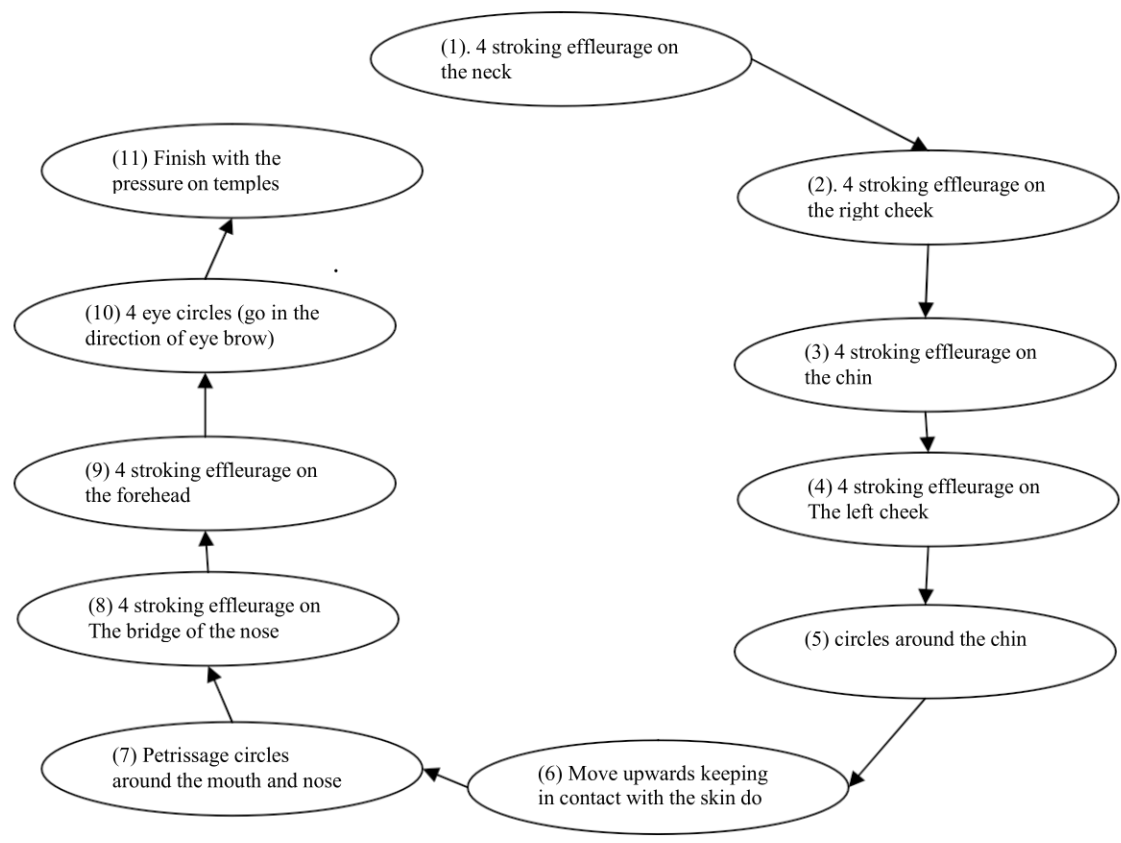 (1). 4 stroking effleurage on
the neck
(2). 4 stroking effleurage on
the right cheek
(3) 4 stroking effleurage on
the chin
(4) 4 stroking effleurage on
The left cheek
(5) circles around the chin
(6) Move upwards keeping
in contact with the skin do
(7) Petrissage circles
around the mouth and nose
(8) 4 stroking effleurage on
The bridge of the nose
(9) 4 stroking effleurage on
the forehead
(10) 4 eye circles (go in the
direction of eye brow)
(11) Finish with the
pressure on temples